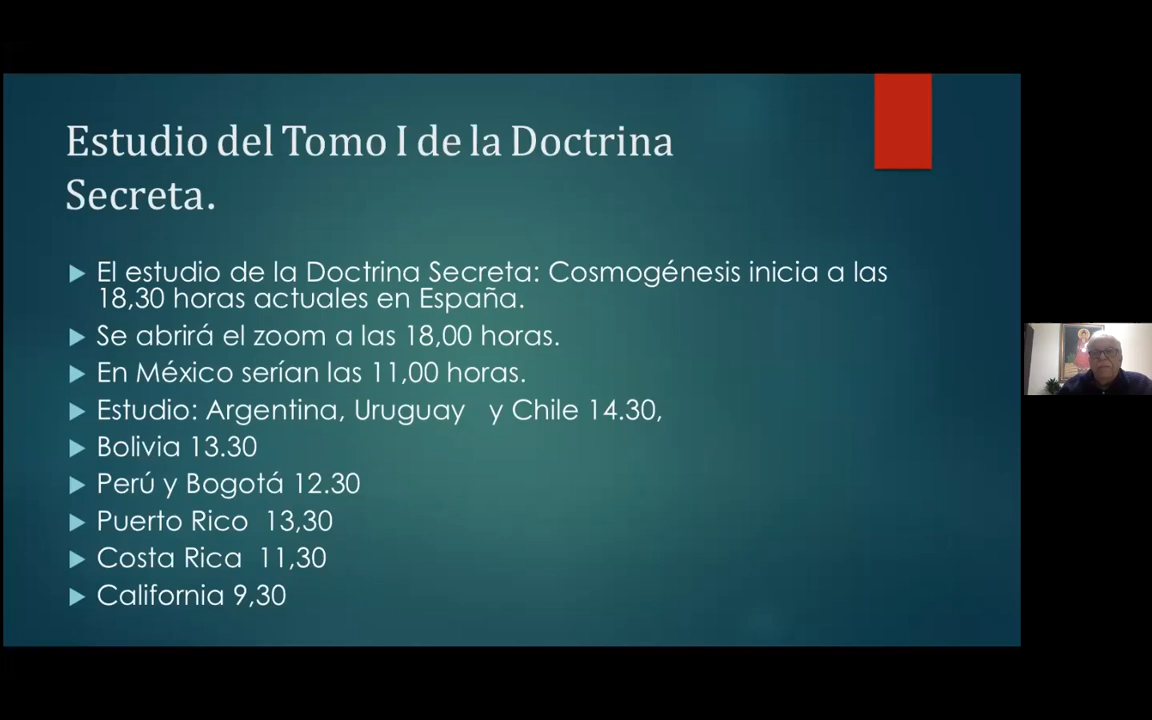 Estudio del Tomo I de la Doctrina
Secreta.
El estudio de la Doctrina Secreta: Cosmogénesis inicia a las
18,30 horas actuales en España.
Se abrirá el zoom a las 18,00 horas.
En México serían las 11,00 horas.
Estudio: Argentina, Uruguay y Chile 14.30,
Bolivia 13.30
Perú y Bogotá 12.30
Puerto Rico 13,30
Costa Rica 11,30
California 9,30